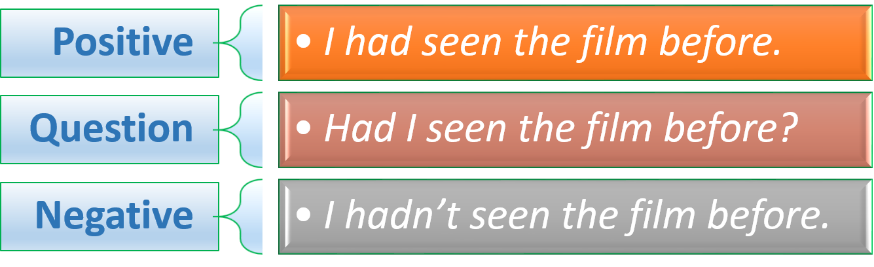 Positive
• I had seen the film before.
Question
• Had I seen the film before?
Negative
• I hadn’t seen the film before.